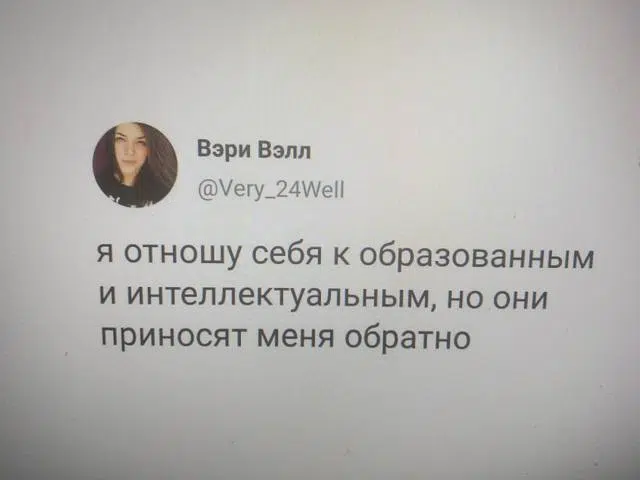 Вэри Вэлл
@Very_24Well
я отношу себя к образованным
и интеллектуальным, но они
приносят меня обратно